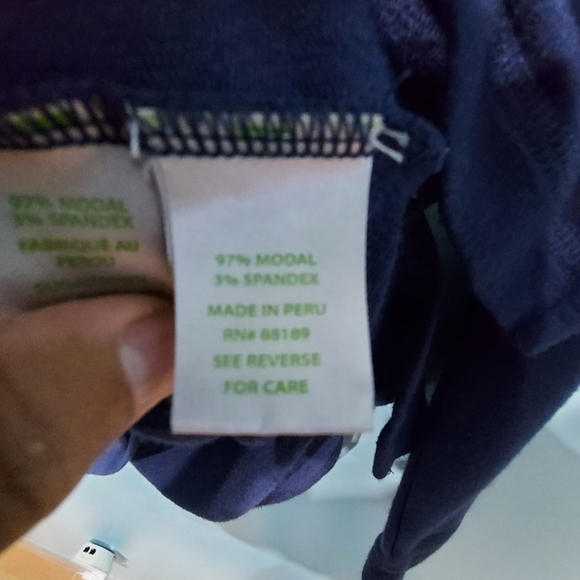 97% MODAL
3% SPANDEX
FABRIQUÉ AU
PEROU
97% MODAL
3% SPANDEX
MADE IN PERU
RN# 88189
SEE REVERSE
FOR CARE